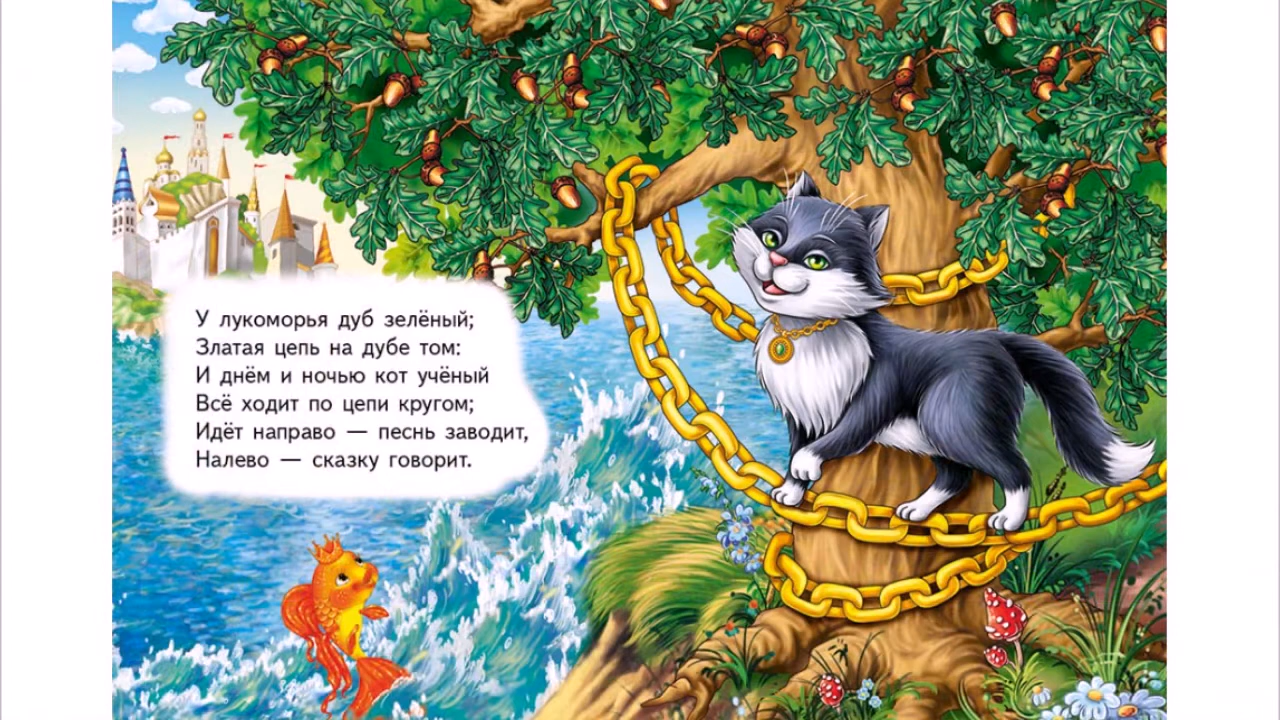 У лукоморья дуб зелёный;
Златая цепь на дубе том:
И днём и ночью кот учёный
Всё ходит по цепи кругом;
Идёт направо — песнь заводит,
Налево — сказку говорит.